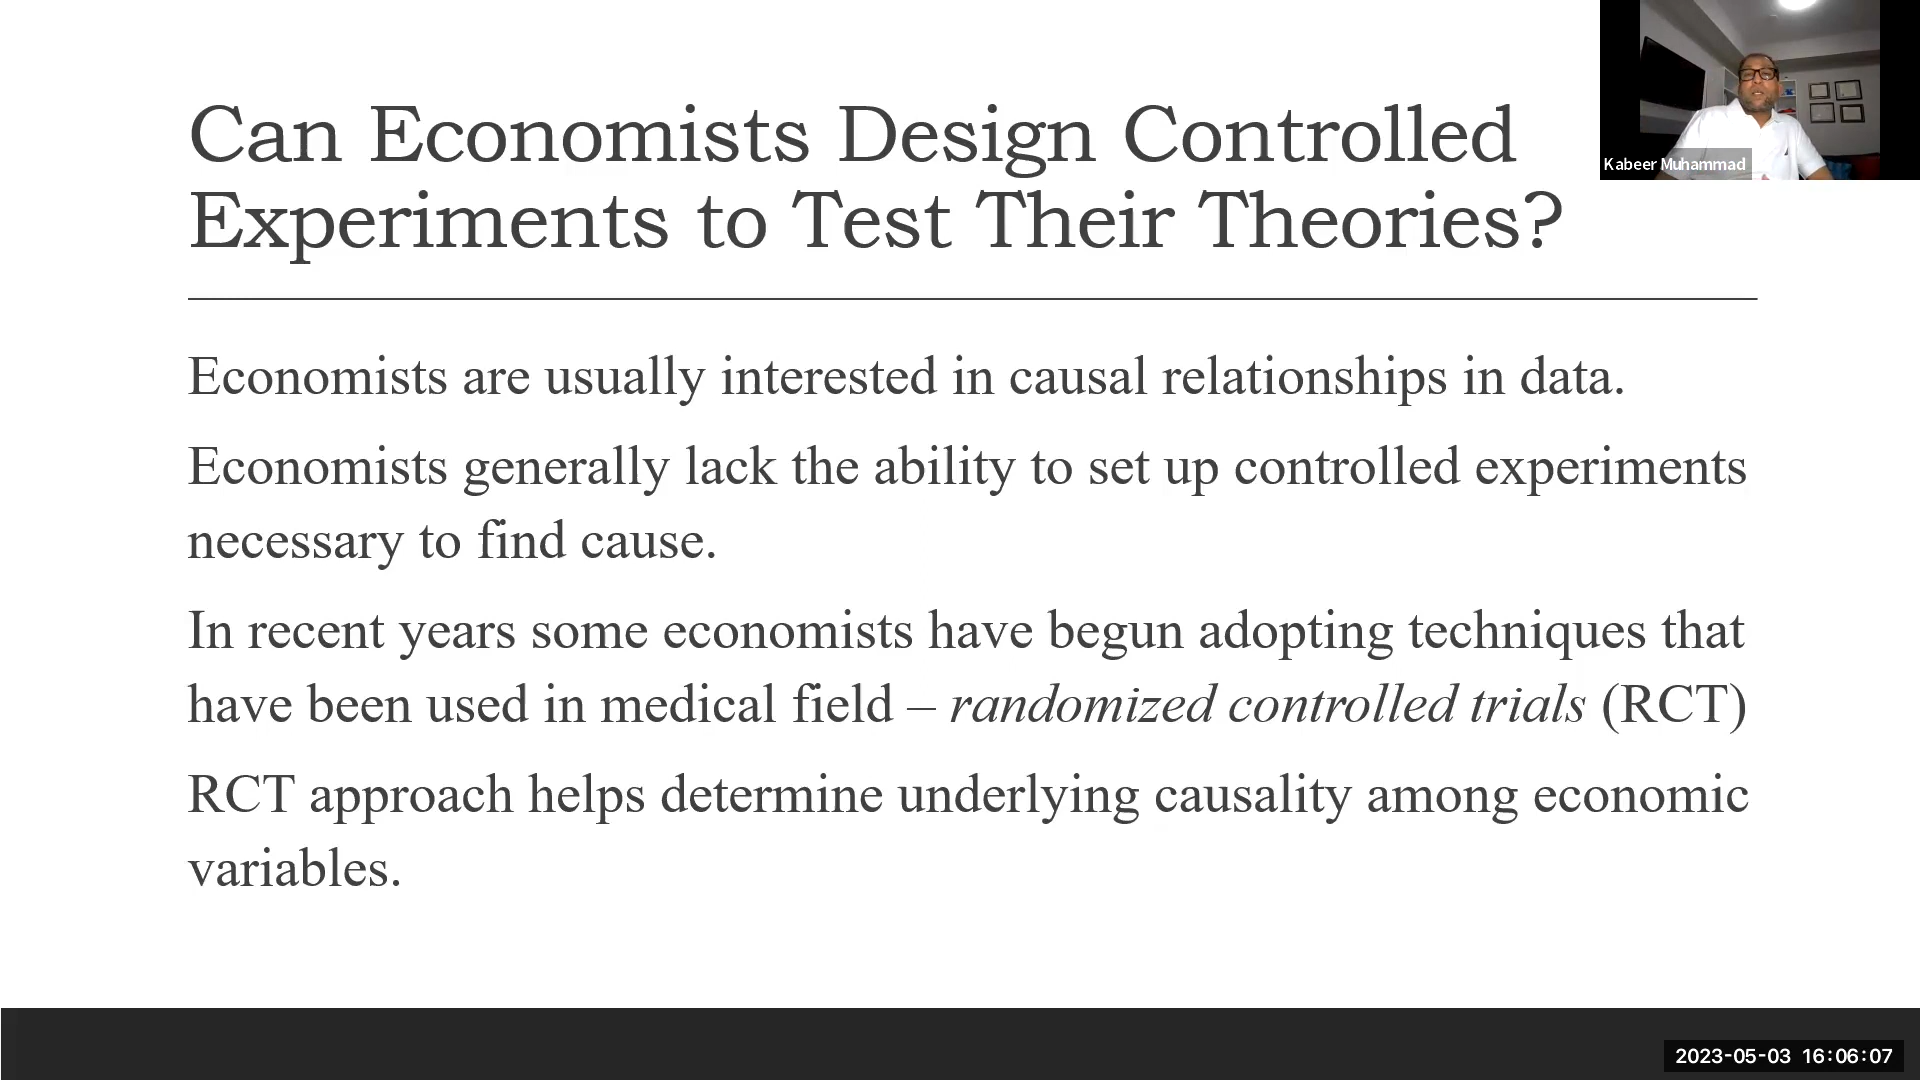 Can Economists Design Controlled
Experiments to Test Their Theories?
Kabeer Muhammad
Economists are usually interested in causal relationships in data.
Economists generally lack the ability to set up controlled experiments
necessary to find cause.
In recent years some economists have begun adopting techniques that
have been used in medical field – randomized controlled trials (RCT)
RCT approach helps determine underlying causality among economic
variables.
2023-05-03 16:06:07